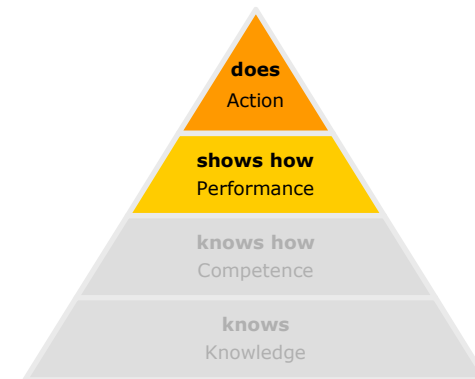 does
Action
shows how
Performance
knows how
Competence
knows
Knowledge